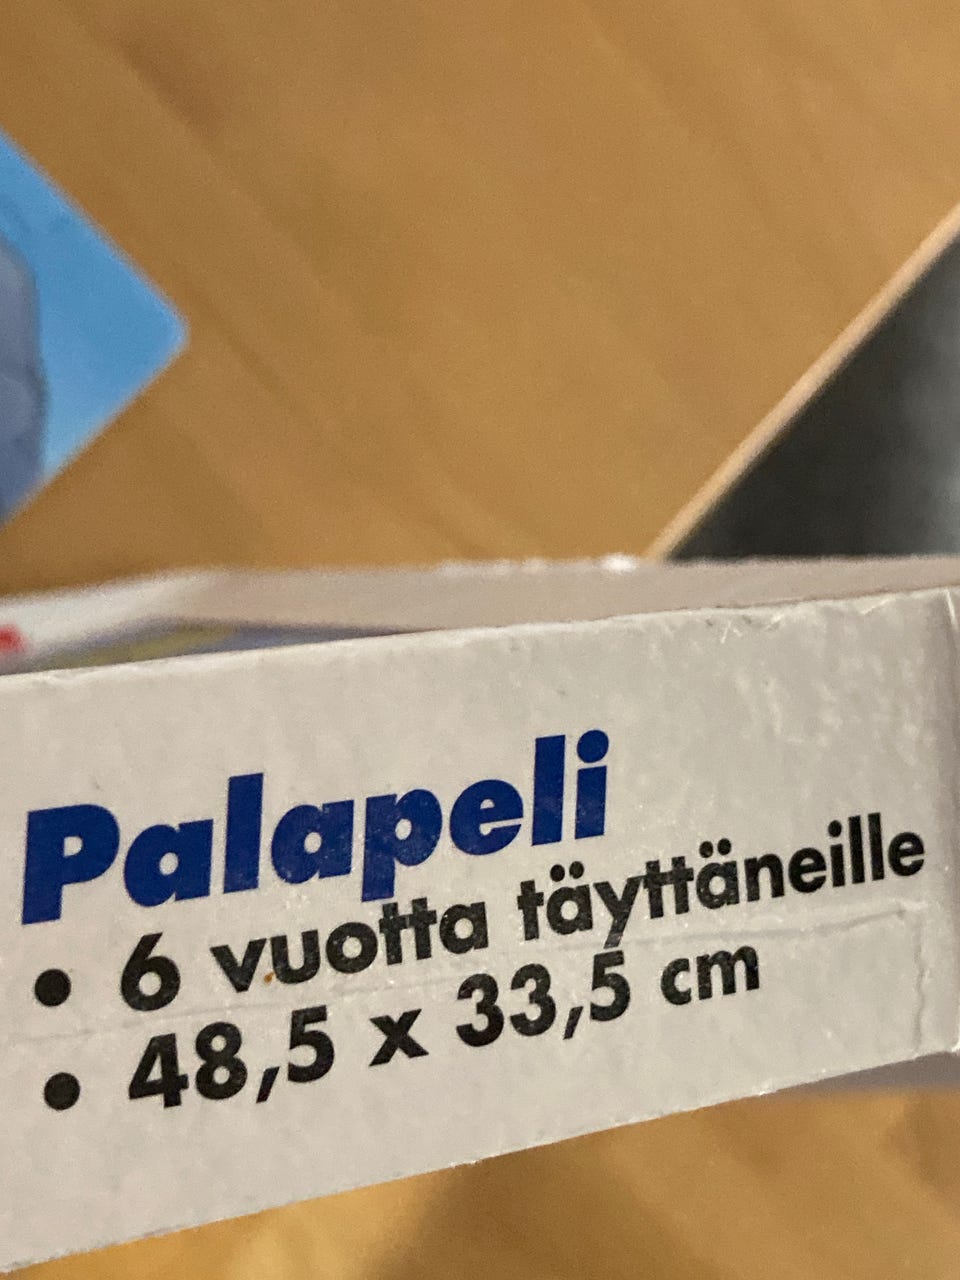 Palapeli
• 6 vuotta täyttäneille
• 48,5 x 33,5 cm